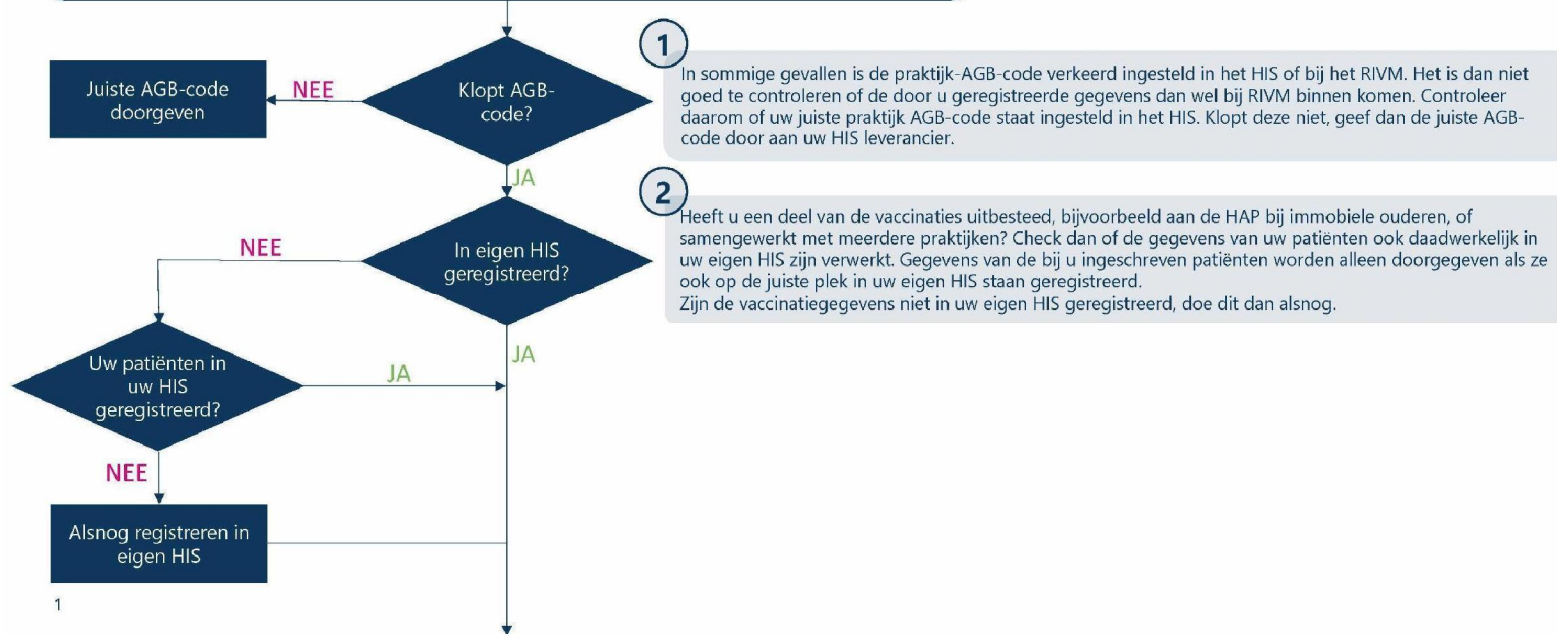 Klopt AGB-
code?
NEE
Juiste AGB-code
doorgeven
1
In sommige gevallen is de praktijk-AGB-code verkeerd ingesteld in het HIS of bij het RIVM. Het is dan niet
goed te controleren of de door u geregistreerde gegevens dan wel bij RIVM binnen komen. Controleer
daarom of uw juiste praktijk AGB-code staat ingesteld in het HIS. Klopt deze niet, geef dan de juiste AGB-
code door aan uw HIS leverancier.
JA
In eigen HIS
geregistreerd?
NEE
2
Heeft u een deel van de vaccinaties uitbesteed, bijvoorbeeld aan de HAP bij immobiele ouderen, of
samengewerkt met meerdere praktijken? Check dan of de gegevens van uw patiënten ook daadwerkelijk in
uw eigen HIS zijn verwerkt. Gegevens van de bij u ingeschreven patiënten worden alleen doorgegeven als ze
ook op de juiste plek in uw eigen HIS staan geregistreerd.
Zijn de vaccinatiegegevens niet in uw eigen HIS geregistreerd, doe dit dan alsnog.
JA
Uw patiënten in
uw HIS
geregistreerd?
JA
NEE
Alsnog registreren in
eigen HIS
1